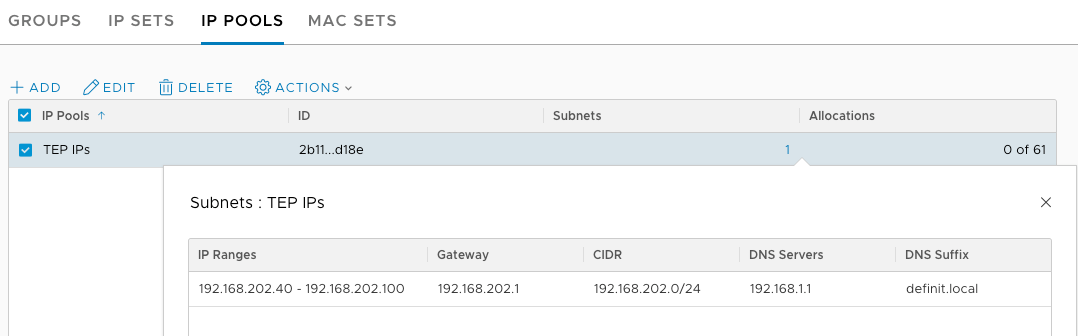 GROUPS IP SETS IP POOLS MAC SETS
ADD EDIT DELETE ACTIONS
IP Pools ID Subnets Allocations
TEP IPs 2b11...d18e 1 0 of 61
Subnets : TEP IPs
IP Ranges Gateway CIDR DNS Servers DNS Suffix
192.168.202.40 - 192.168.202.100 192.168.202.1 192.168.202.0/24 192.168.1.1 definit.local